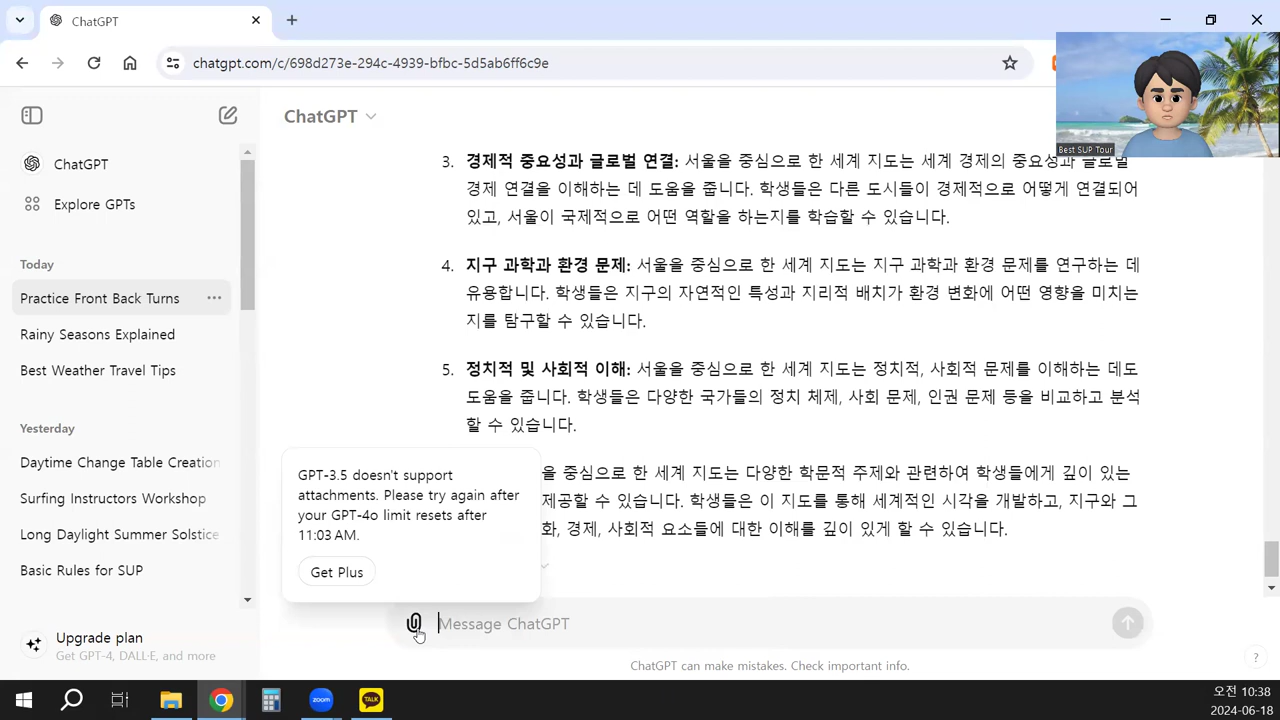 ChatGPT
chatgpt.com/c/698d273e-294c-4939-bfbc-5d5ab6ff6c9e
Best SUP Tour
ChatGPT
Explore GPTs
Today
Practice Front Back Turns
Rainy Seasons Explained
Best Weather Travel Tips
Yesterday
Daytime Change Table Creation
Surfing Instructors Workshop
Long Daylight Summer Solstice
Basic Rules for SUP
Upgrade plan
Get GPT-4, DALL·E, and more
ChatGPT
3. 경제적 중요성과 글로벌 연결: 서울을 중심으로 한 세계 지도는 세계 경제의 중요성과 글로벌
경제 연결을 이해하는 데 도움을 줍니다. 학생들은 다른 도시들이 경제적으로 어떻게 연결되어
있고, 서울이 국제적으로 어떤 역할을 하는지를 학습할 수 있습니다.
4. 지구 과학과 환경 문제: 서울을 중심으로 한 세계 지도는 지구 과학과 환경 문제를 연구하는 데
유용합니다. 학생들은 지구의 자연적인 특성과 지리적 배치가 환경 변화에 어떤 영향을 미치는
지를 탐구할 수 있습니다.
5. 정치적 및 사회적 이해: 서울을 중심으로 한 세계 지도는 정치적, 사회적 문제를 이해하는 데도
도움을 줍니다. 학생들은 다양한 국가들의 정치 체제, 사회 문제, 인권 문제 등을 비교하고 분석
할 수 있습니다.
을 중심으로 한 세계 지도는 다양한 학문적 주제와 관련하여 학생들에게 깊이 있는
제공할 수 있습니다. 학생들은 이 지도를 통해 세계적인 시각을 개발하고, 지구와 그
화, 경제, 사회적 요소들에 대한 이해를 깊이 있게 할 수 있습니다.
GPT-3.5 doesn't support
attachments. Please try again after
your GPT-4o limit resets after
11:03 AM.
Get Plus
Message ChatGPT
ChatGPT can make mistakes. Check important info.
?
zoom
TALK
오전 10:38
2024-06-18